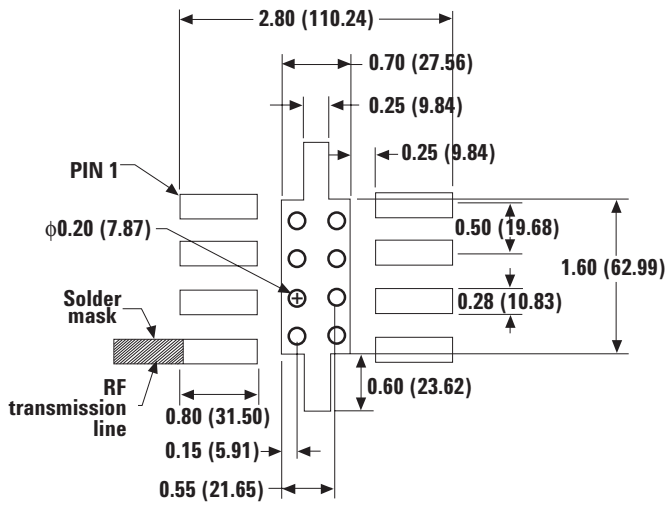 2.80 (110.24)
0.70 (27.56)
0.25 (9.84)
0.25 (9.84)
PIN 1
ϕ0.20 (7.87)
0.50 (19.68)
1.60 (62.99)
0.28 (10.83)
Solder
mask
RF
transmission
line
0.60 (23.62)
0.80 (31.50)
0.15 (5.91)
0.55 (21.65)